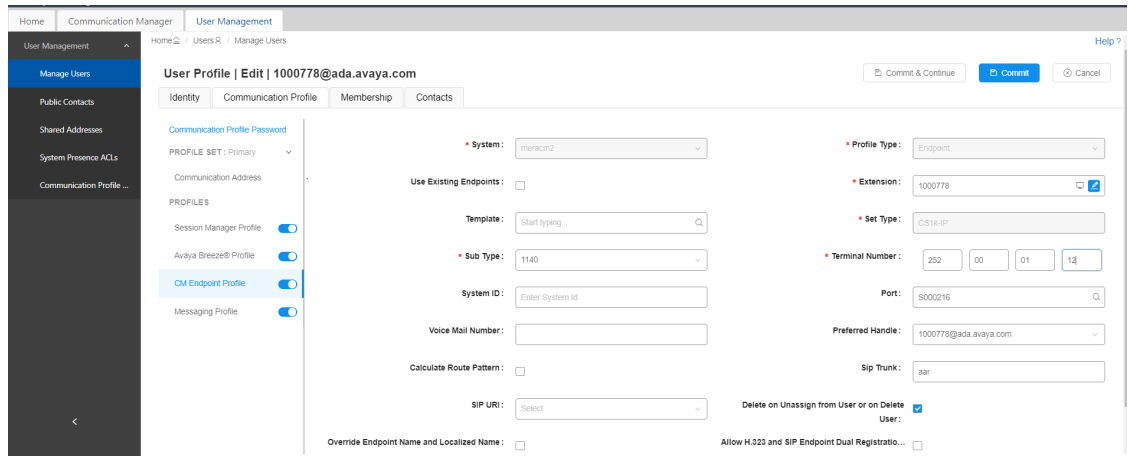 Home Communication Manager User Management
User Management Home / Users / Manage Users Help ?
Manage Users
Public Contacts
Shared Addresses
System Presence ACLs
Communication Profile ...
User Profile | Edit | 1000778@ada.avaya.com Commit & Continue Commit Cancel
Identity Communication Profile Membership Contacts
Communication Profile Password
PROFILE SET : Primary
Communication Address
PROFILES
Session Manager Profile
Avaya Breeze® Profile
CM Endpoint Profile
Messaging Profile
* System : meracm2 * Profile Type : Endpoint
Use Existing Endpoints : * Extension : 1000778
Template : Start typing... * Set Type : CS1k-IP
* Sub Type : 1140 * Terminal Number : 252 00 01 12
System ID : Enter System Id Port : S000216
Voice Mail Number : Preferred Handle : 1000778@ada.avaya.com
Calculate Route Pattern : Sip Trunk : aar
SIP URI : Select Delete on Unassign from User or on Delete
User :
Override Endpoint Name and Localized Name : Allow H.323 and SIP Endpoint Dual Registratio...